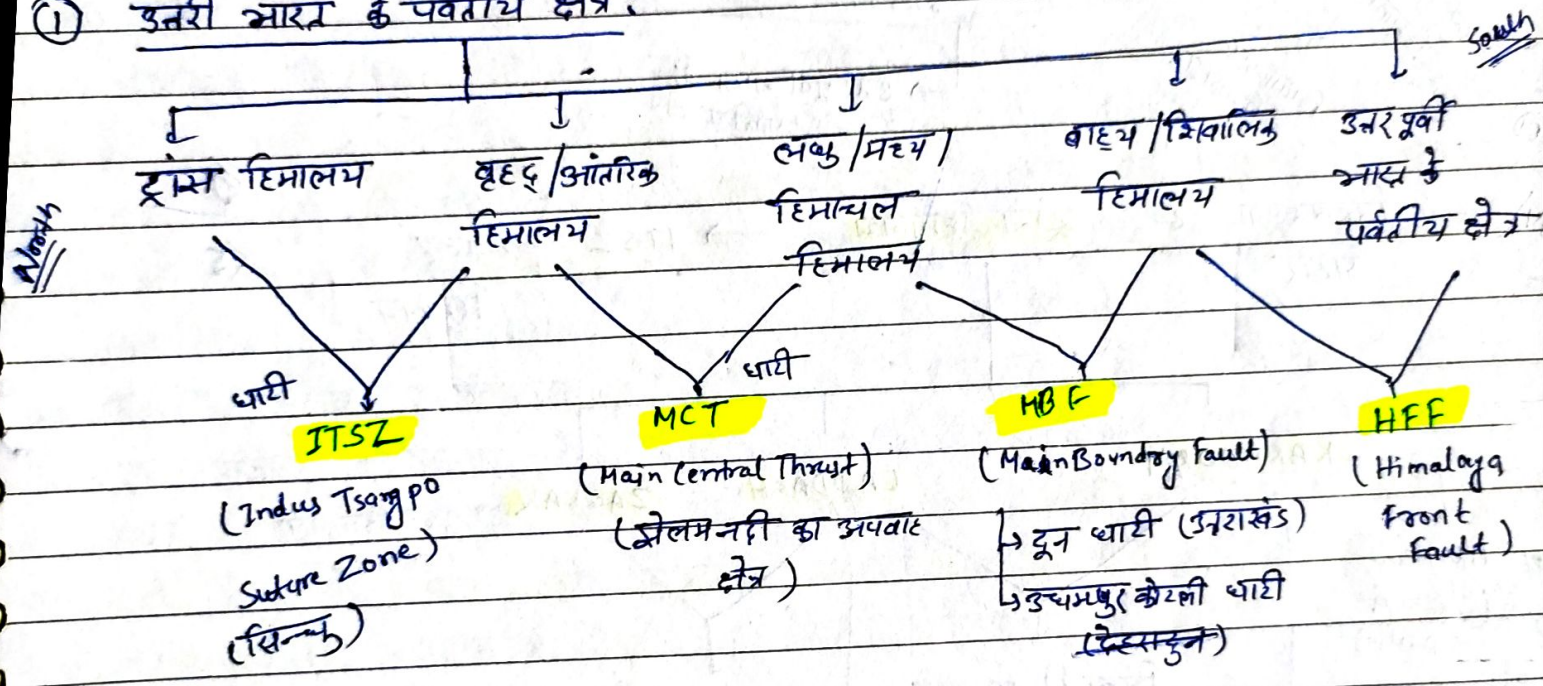 ① उत्तरी भारत के पर्वतीय क्षेत्र.
South
North
ट्रांस हिमालय
वृहद्/आंतरिक
हिमालय
लघु/मध्य/
हिमाचल
हिमालय
बाह्य/शिवालिक
हिमालय
उत्तर पूर्वी
भारत के
पर्वतीय क्षेत्र
घाटी
ITSZ
(Indus Tsangpo
Suture Zone)
(सिन्धु)
घाटी
MCT
(Main Central Thrust)
(झेलम नदी का अपवाह
क्षेत्र)
MBF
(Main Boundry Fault)
→ दून घाटी (उत्तराखंड)
→ उधमपुर कोटली घाटी
(देहरादून)
HFF
(Himalaya
Front
Fault)